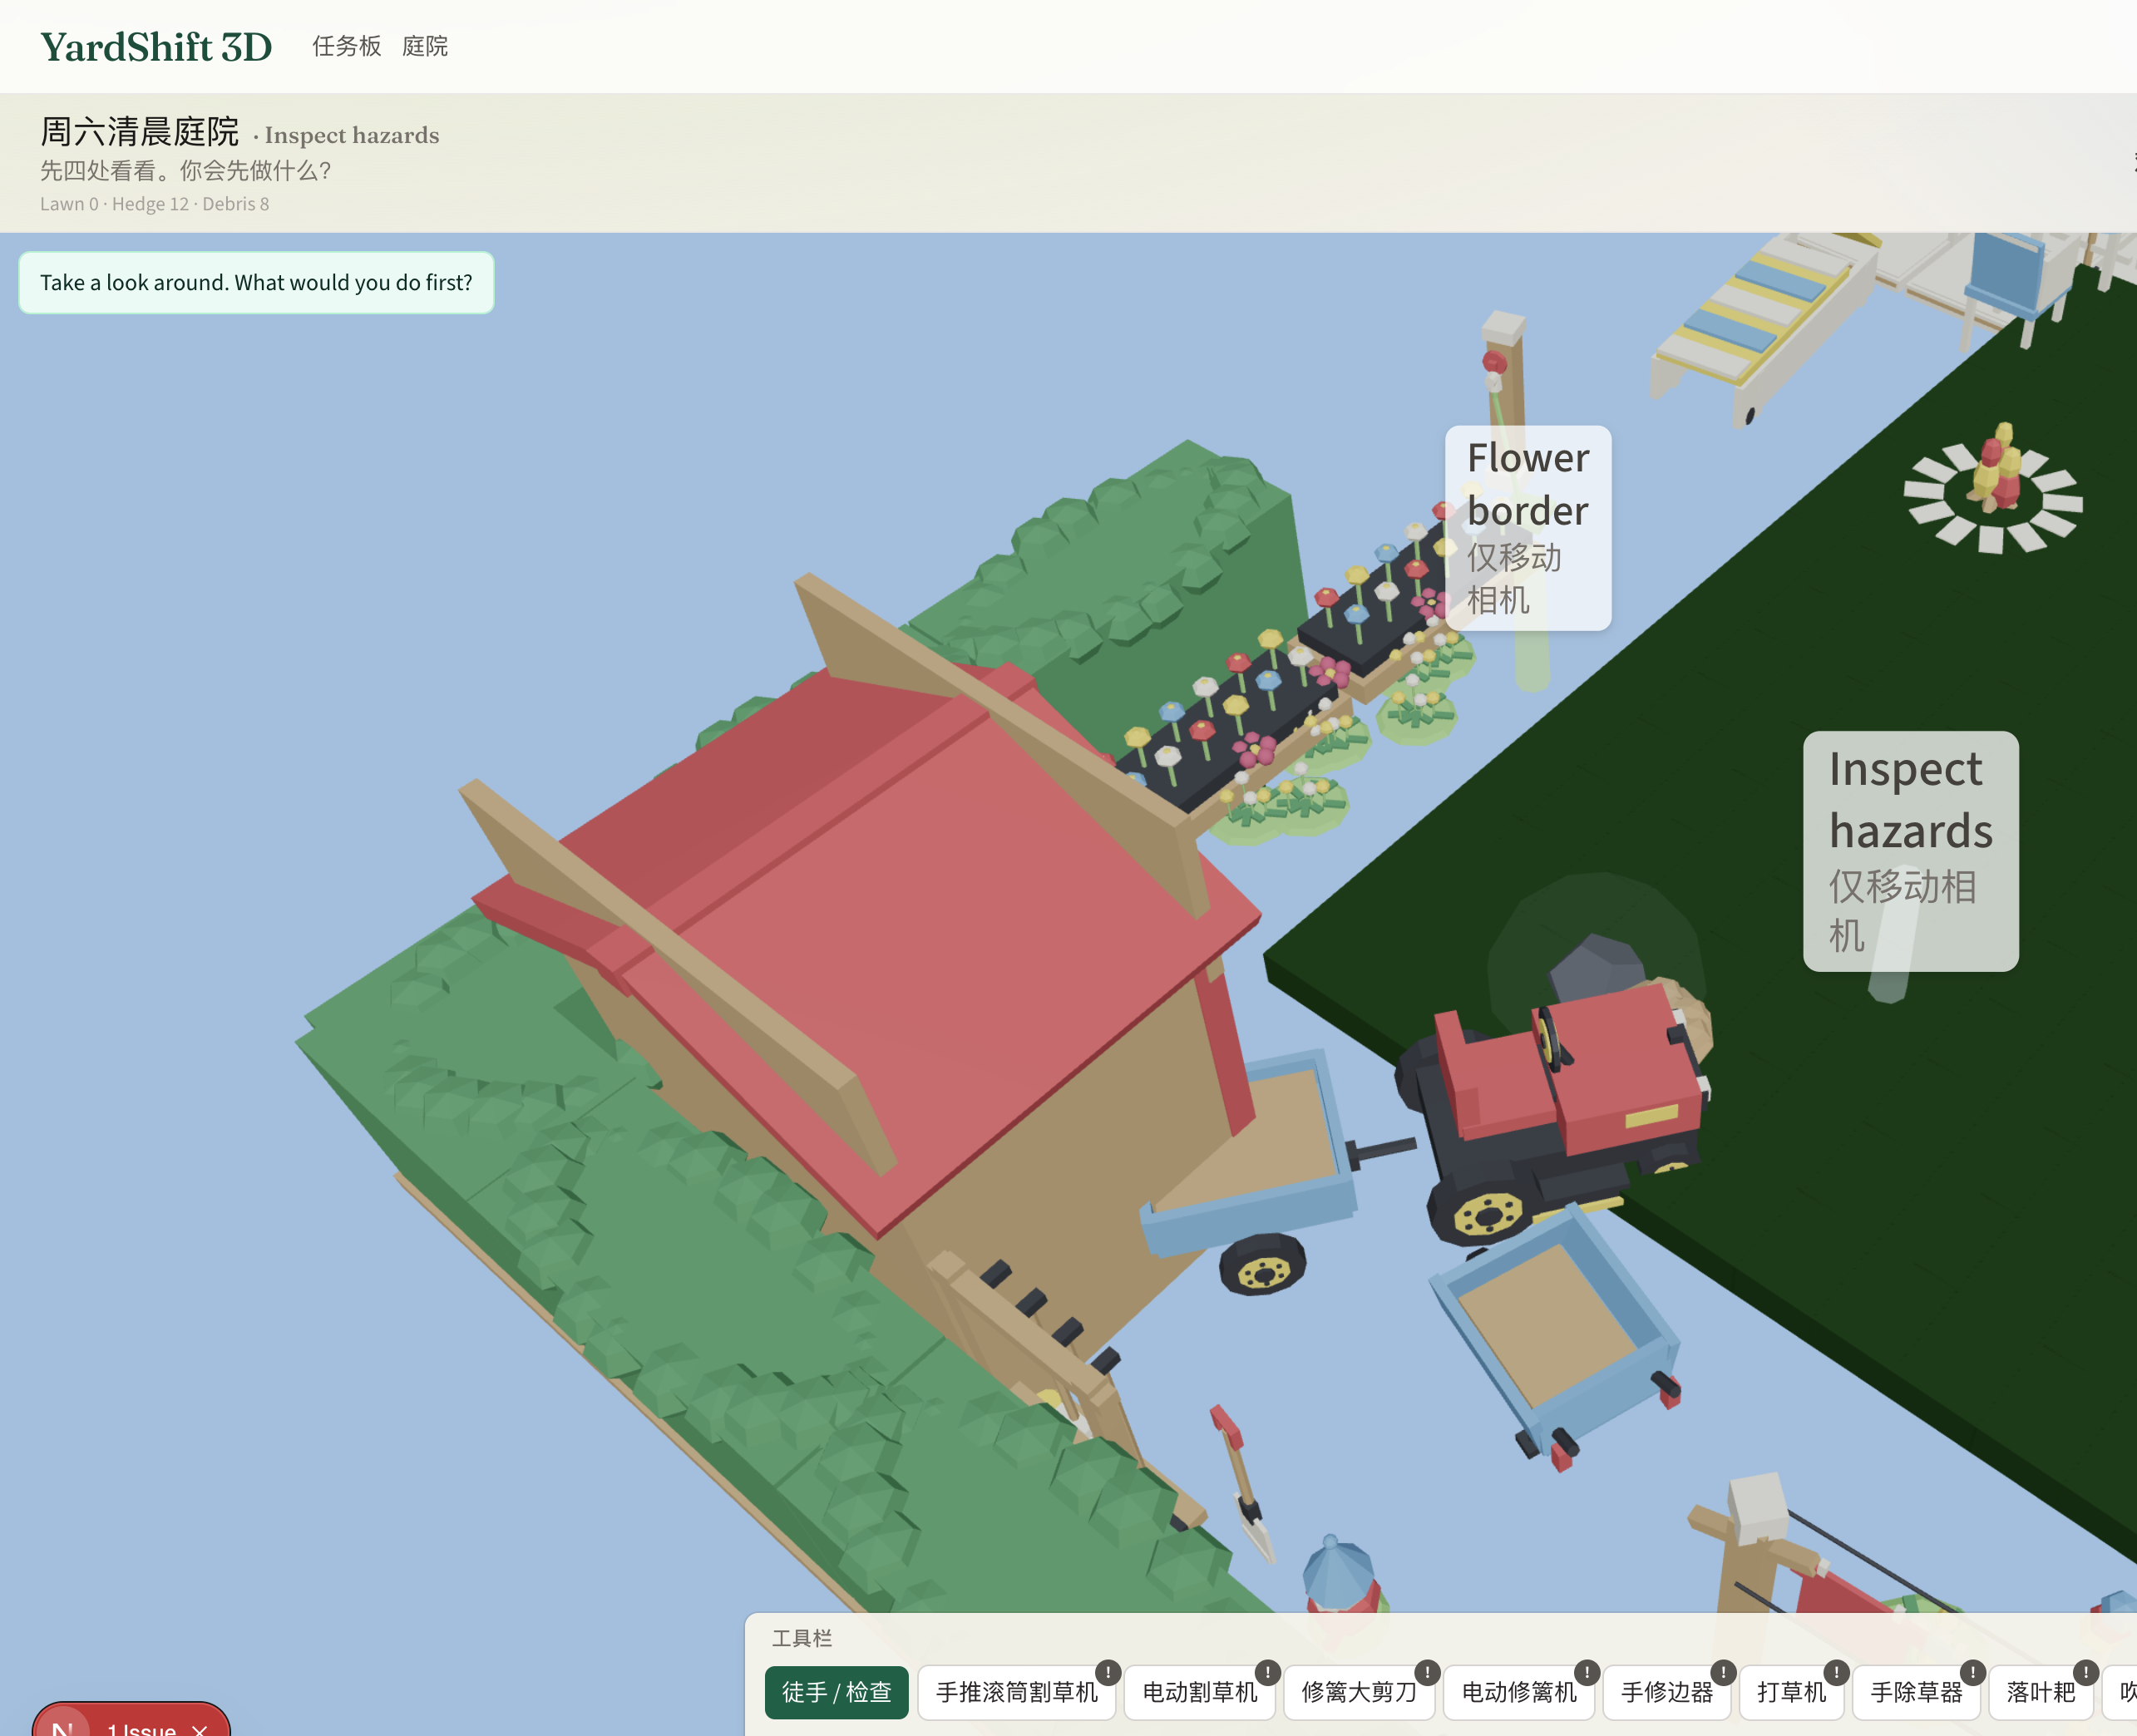 YardShift 3D 任务板 庭院
周六清晨庭院 · Inspect hazards
先四处看看。你会先做什么?
Lawn 0 · Hedge 12 · Debris 8
Take a look around. What would you do first?
Flower
border
仅移动
相机
Inspect
hazards
仅移动相
机
工具栏
徒手 / 检查 手推滚筒割草机 ! 电动割草机 ! 修篱大剪刀 ! 电动修篱机 ! 手修边器 ! 打草机 ! 手除草器 ! 落叶耙 !
N 1 Issue ×